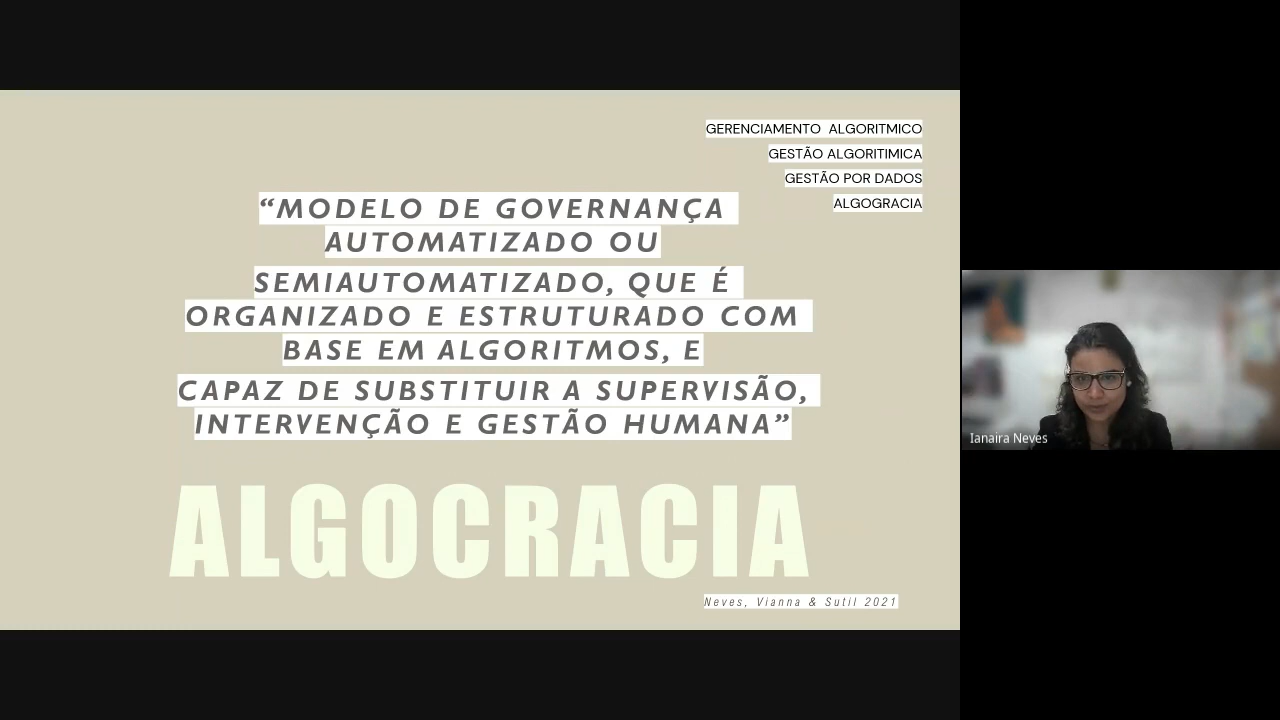 GERENCIAMENTO ALGORITMICO
GESTÃO ALGORITIMICA
GESTÃO POR DADOS
ALGOGRACIA
“MODELO DE GOVERNANÇA
AUTOMATIZADO OU
SEMIAUTOMATIZADO, QUE É
ORGANIZADO E ESTRUTURADO COM
BASE EM ALGORITMOS, E
CAPAZ DE SUBSTITUIR A SUPERVISÃO,
INTERVENÇÃO E GESTÃO HUMANA”
ALGOCRACIA
Neves, Vianna & Sutil 2021
Ianaira Neves